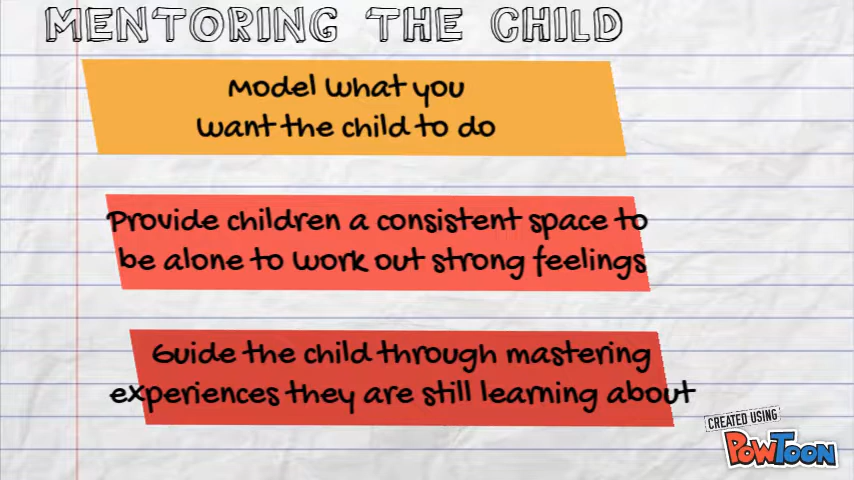 MENTORING THE CHILD
Model what you
want the child to do
Provide children a consistent space to
be alone to work out strong feelings
Guide the child through mastering
experiences they are still learning about
CREATED USING
POWTOON